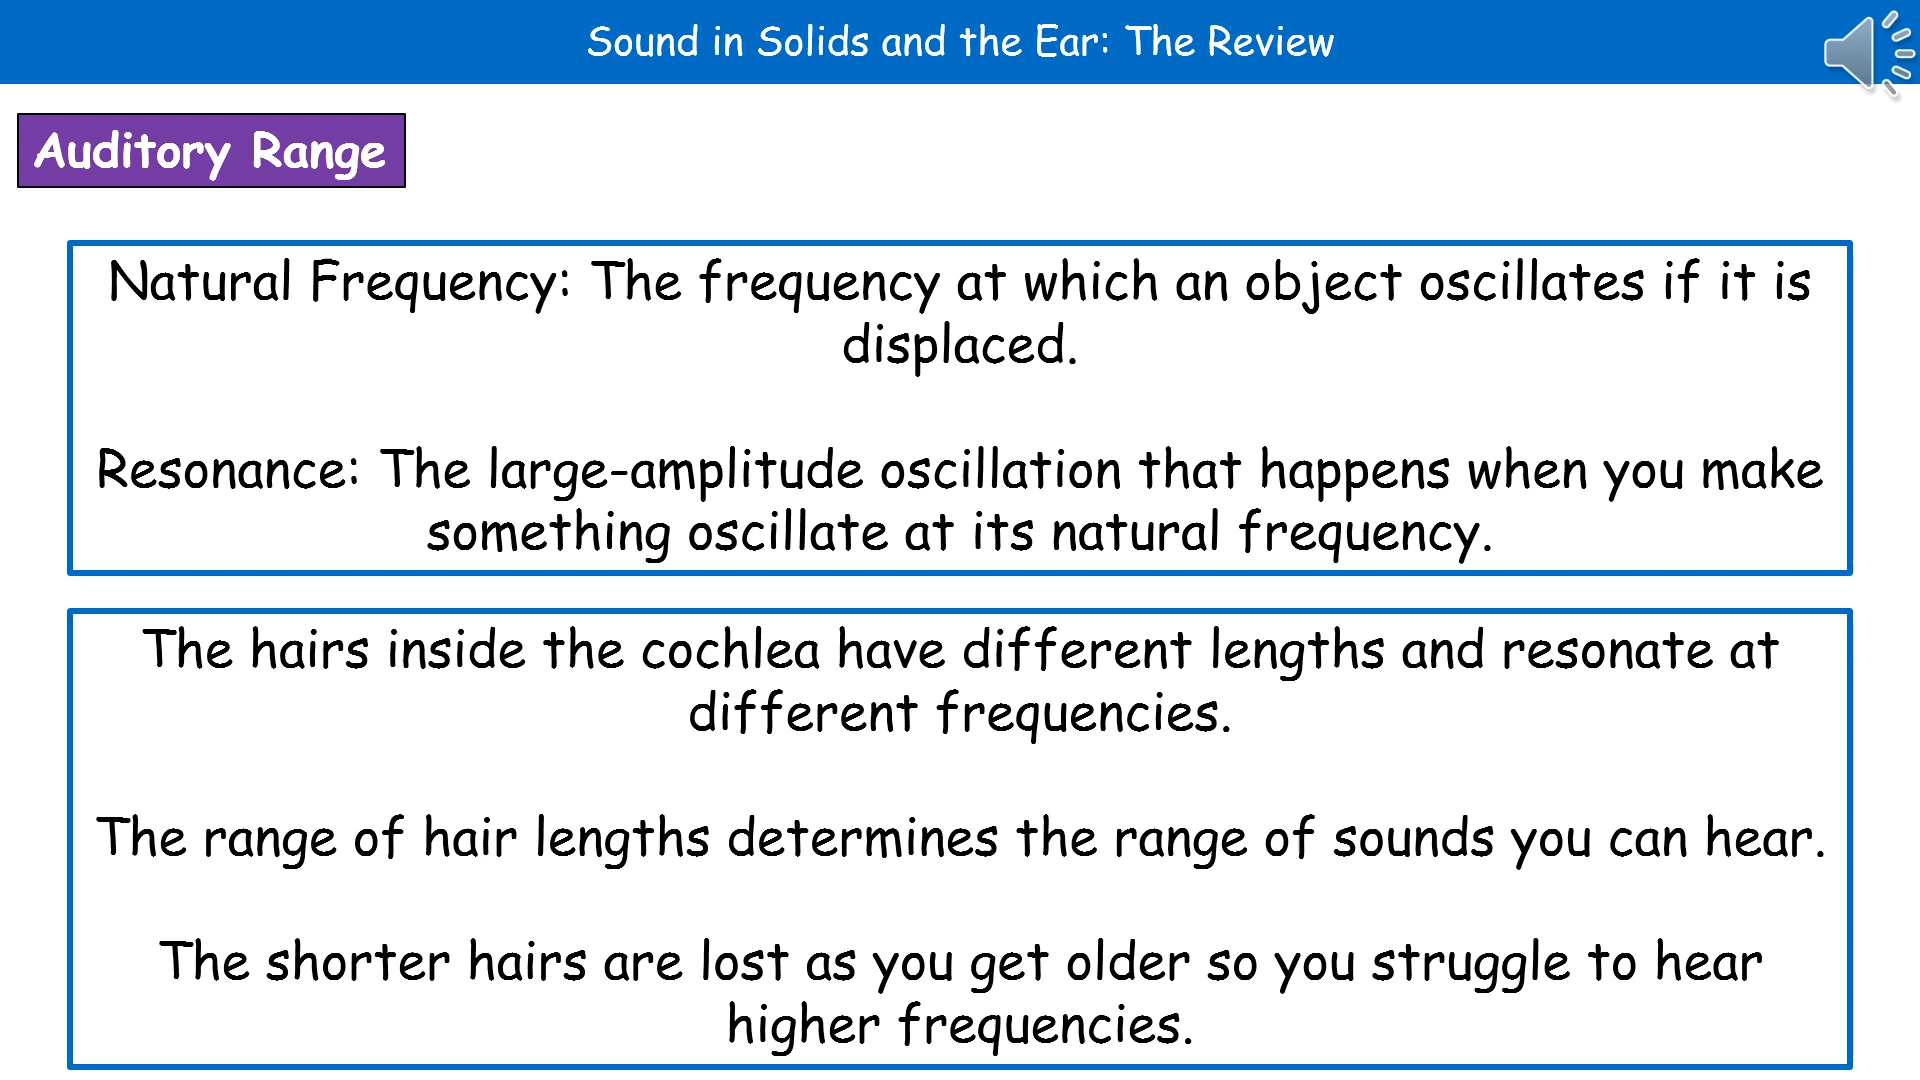 Sound in Solids and the Ear: The Review
Auditory Range
Natural Frequency: The frequency at which an object oscillates if it is
displaced.
Resonance: The large-amplitude oscillation that happens when you make
something oscillate at its natural frequency.
The hairs inside the cochlea have different lengths and resonate at
different frequencies.
The range of hair lengths determines the range of sounds you can hear.
The shorter hairs are lost as you get older so you struggle to hear
higher frequencies.